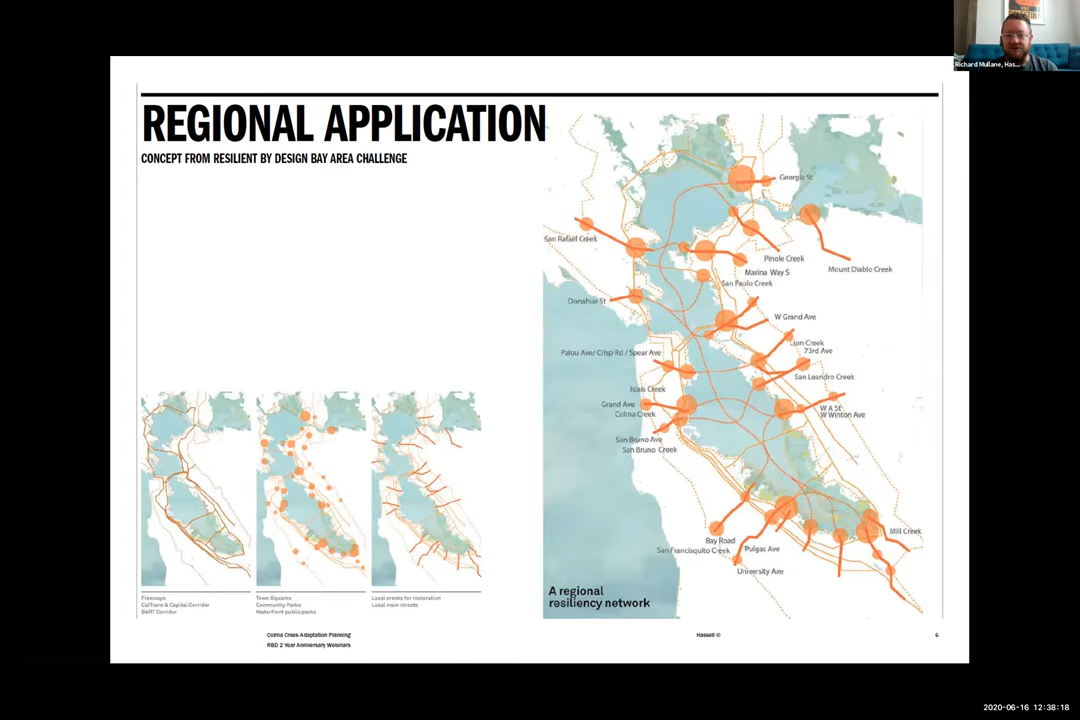 Richard Mullane, Has...
REGIONAL APPLICATION
CONCEPT FROM RESILIENT BY DESIGN BAY AREA CHALLENGE
Georgia St
San Rafael Creek
Pinole Creek
Mount Diablo Creek
Marina Way S
San Pablo Creek
Donahue St
W Grand Ave
Lion Creek
73rd Ave
Palou Ave/ Crisp Rd / Spear Ave
San Leandro Creek
Islais Creek
Grand Ave
Colma Creek
W A St
W Winton Ave
San Bruno Ave
San Bruno Creek
Mill Creek
Bay Road
San Francisquito Creek
Pulgas Ave
University Ave
A regional
resiliency network
Freeways
CalTrans & Capital Corridor
BART Corridor
Town Squares
Community Parks
Waterfront public parks
Local creeks for restoration
Local main streets
Colma Creek Adaptation Planning
RBD 2 Year Anniversary Webinars
Hassell ©
6
2020-06-16 12:38:18